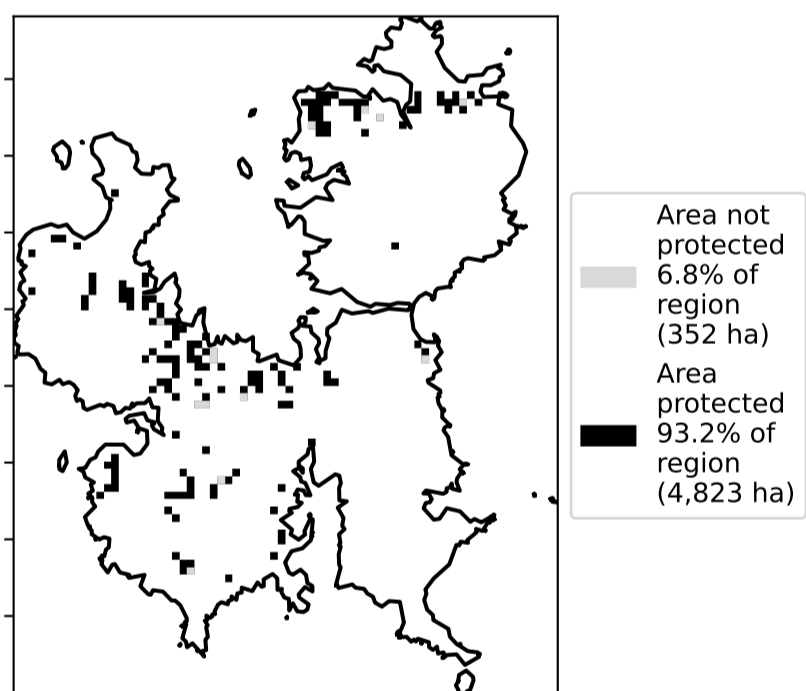 Area not
protected
6.8% of
region
(352 ha)
Area
protected
93.2% of
region
(4,823 ha)